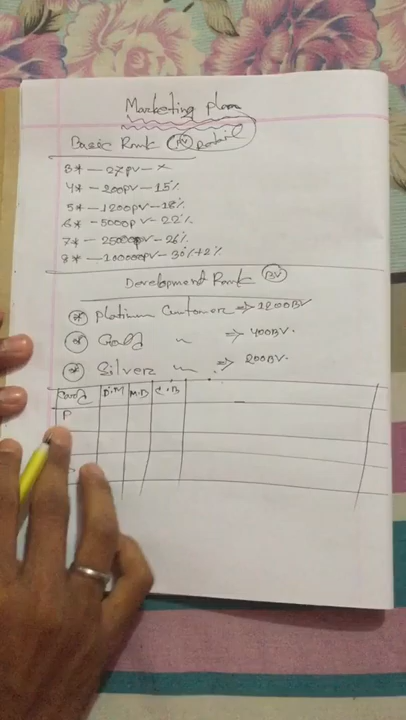 Marketing plan
Basic Rank PV Retail
3* — 27pv — x
4* — 200pv — 15%
5* — 1200pv — 18%
6* — 5000pv — 22%
7* — 25000pv — 26%
8* — 100000pv — 30%+2%
Development Rank BV
* Platinum Customer => 1200BV
* Gold " => 400BV.
* Silver " => 200BV.
Card D.M M.D C.B
P